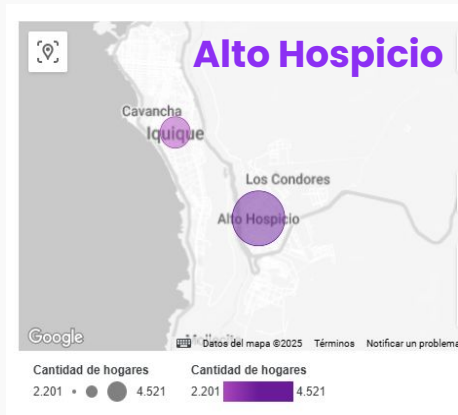 Alto Hospicio
Cavancha
Iquique
Los Condores
Alto Hospicio
Google
Datos del mapa ©2025 Términos Notificar un problema
Cantidad de hogares Cantidad de hogares
2.201 4.521 2.201 4.521